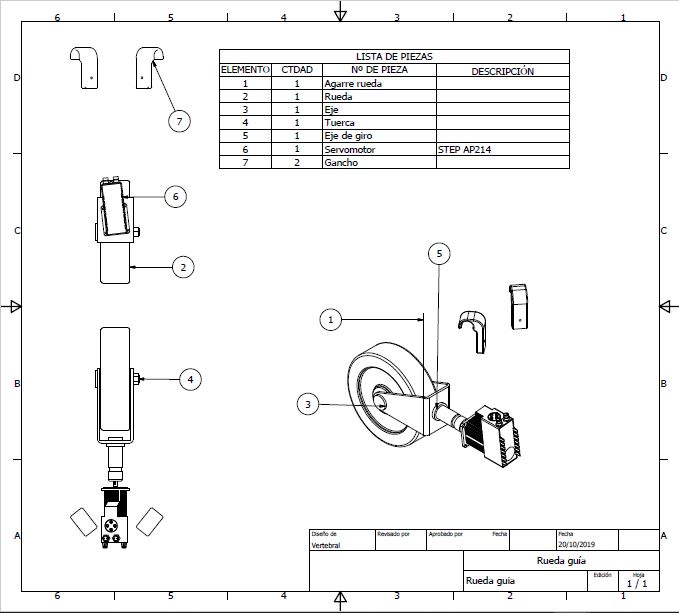 6 5 4 3 2 1
D D
LISTA DE PIEZAS
ELEMENTO CTDAD Nº DE PIEZA DESCRIPCIÓN
1 1 Agarre rueda
2 1 Rueda
3 1 Eje
4 1 Tuerca
5 1 Eje de giro
6 1 Servomotor STEP AP214
7 2 Gancho
7
6
C C
5
2
1
4
B B
3
A A
Diseño de Revisado por Aprobado por Fecha Fecha
Vertebral 20/10/2019
Rueda guía
Rueda guia Edición Hoja
1 / 1
6 5 4 3 2 1